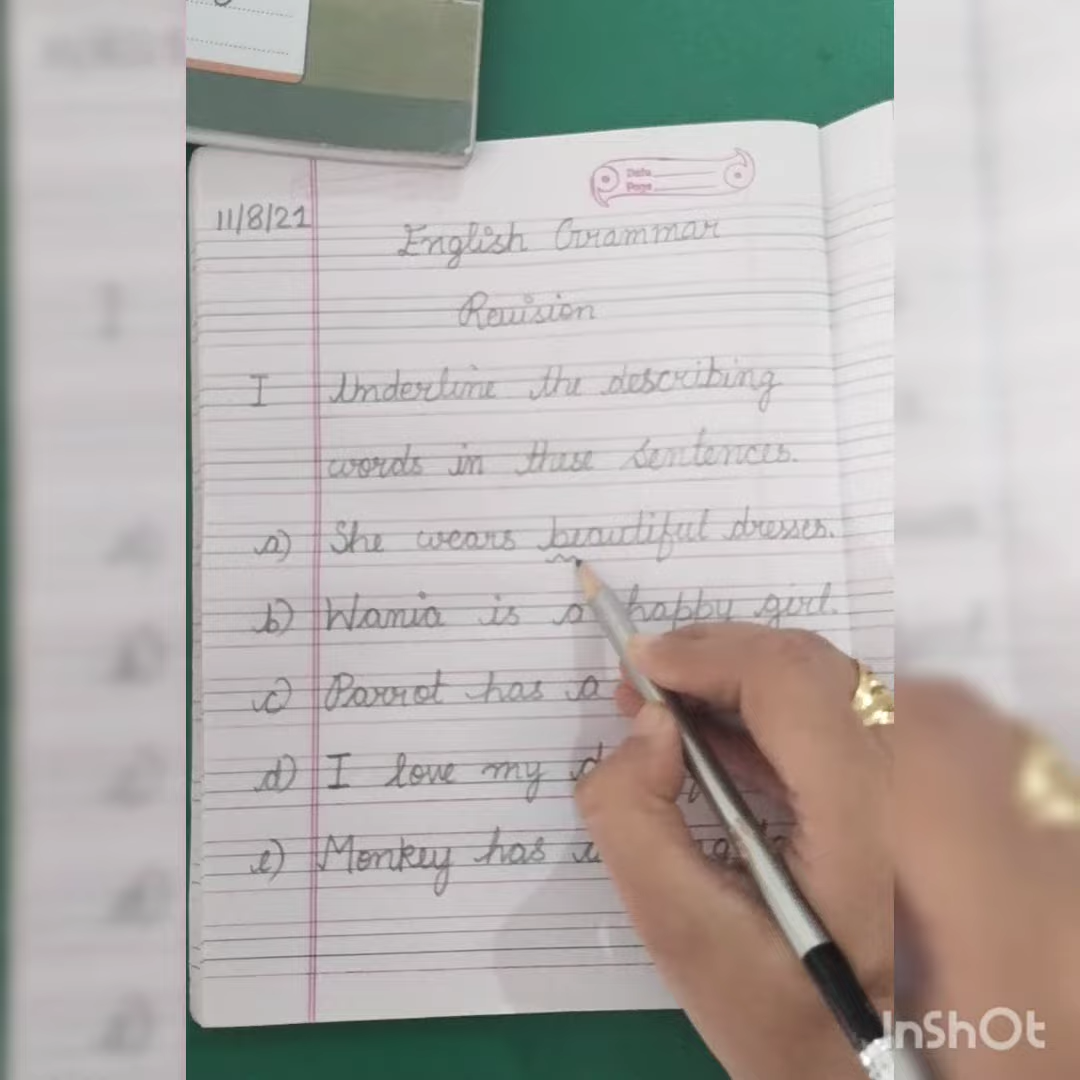 Date
Page
11/8/21
English Grammar
Revision
I Underline the describing
words in these sentences.
a) She wears beautiful dresses.
b) Wania is a happy girl.
c) Parrot has a
d) I love my
e) Monkey has a
InShOt